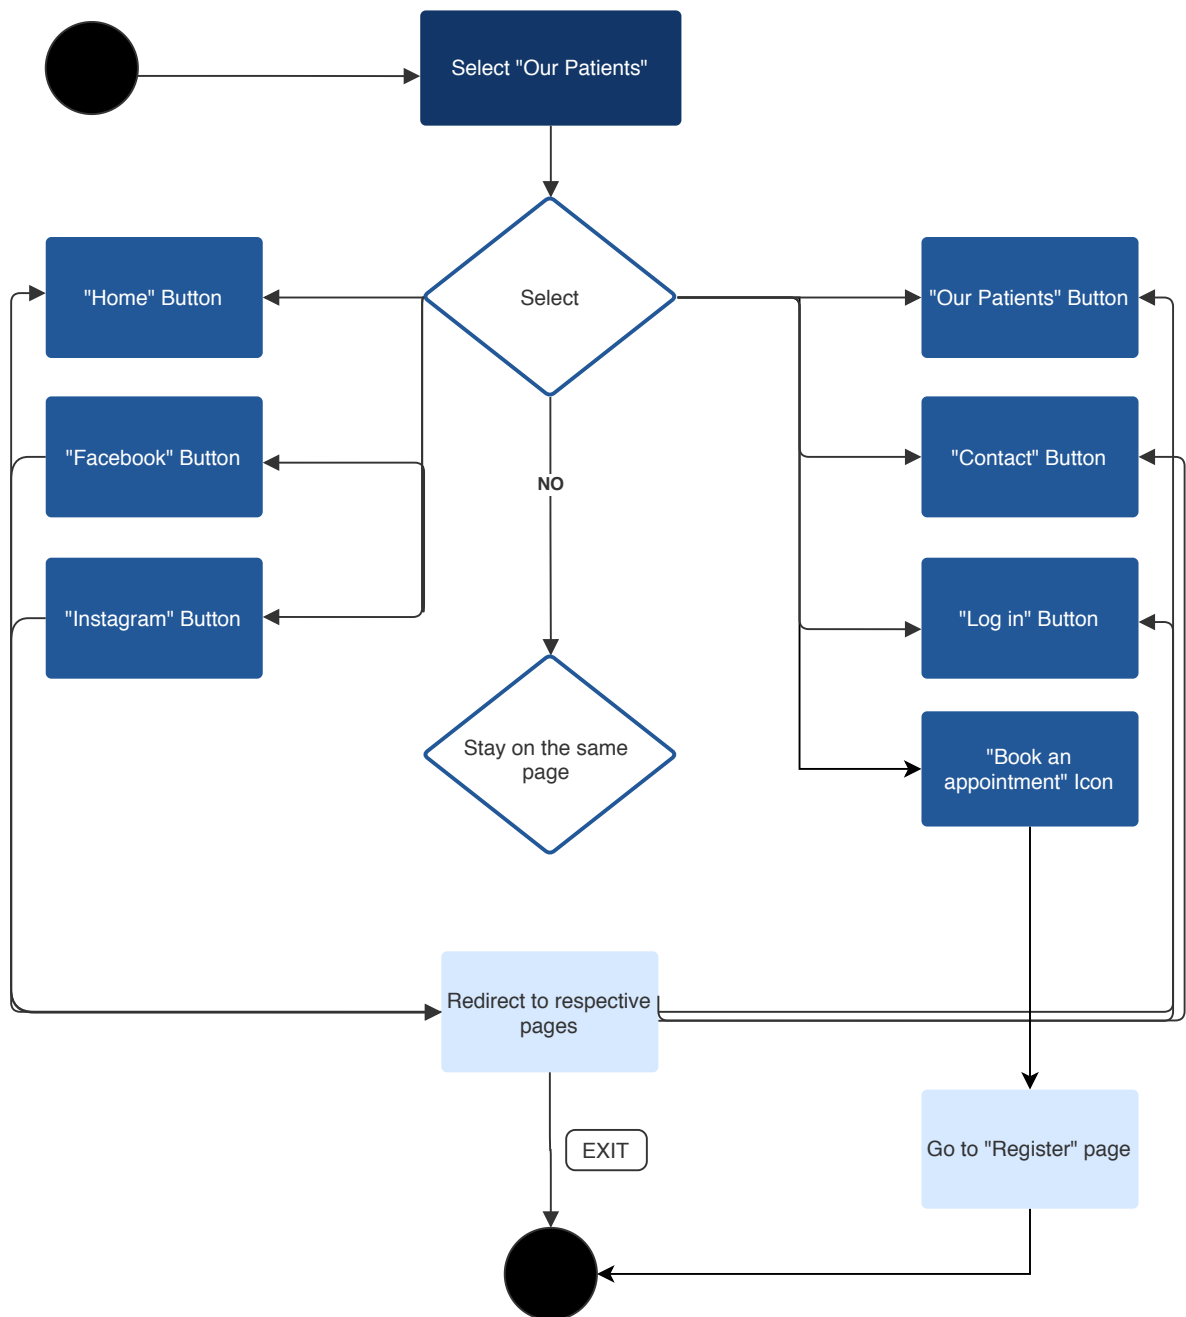 Select "Our Patients"
Select
"Home" Button
"Our Patients" Button
"Facebook" Button
"Contact" Button
NO
"Instagram" Button
"Log in" Button
Stay on the same
page
"Book an
appointment" Icon
Redirect to respective
pages
EXIT
Go to "Register" page